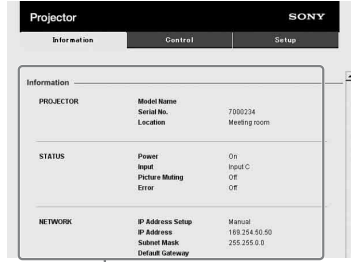 Projector
SONY
Information Control Setup
Information
PROJECTOR Model Name
Serial No. 7000234
Location Meeting room
STATUS Power On
Input Input C
Picture Muting Off
Error Off
NETWORK IP Address Setup Manual
IP Address 169.254.50.50
Subnet Mask 255.255.0.0
Default Gateway